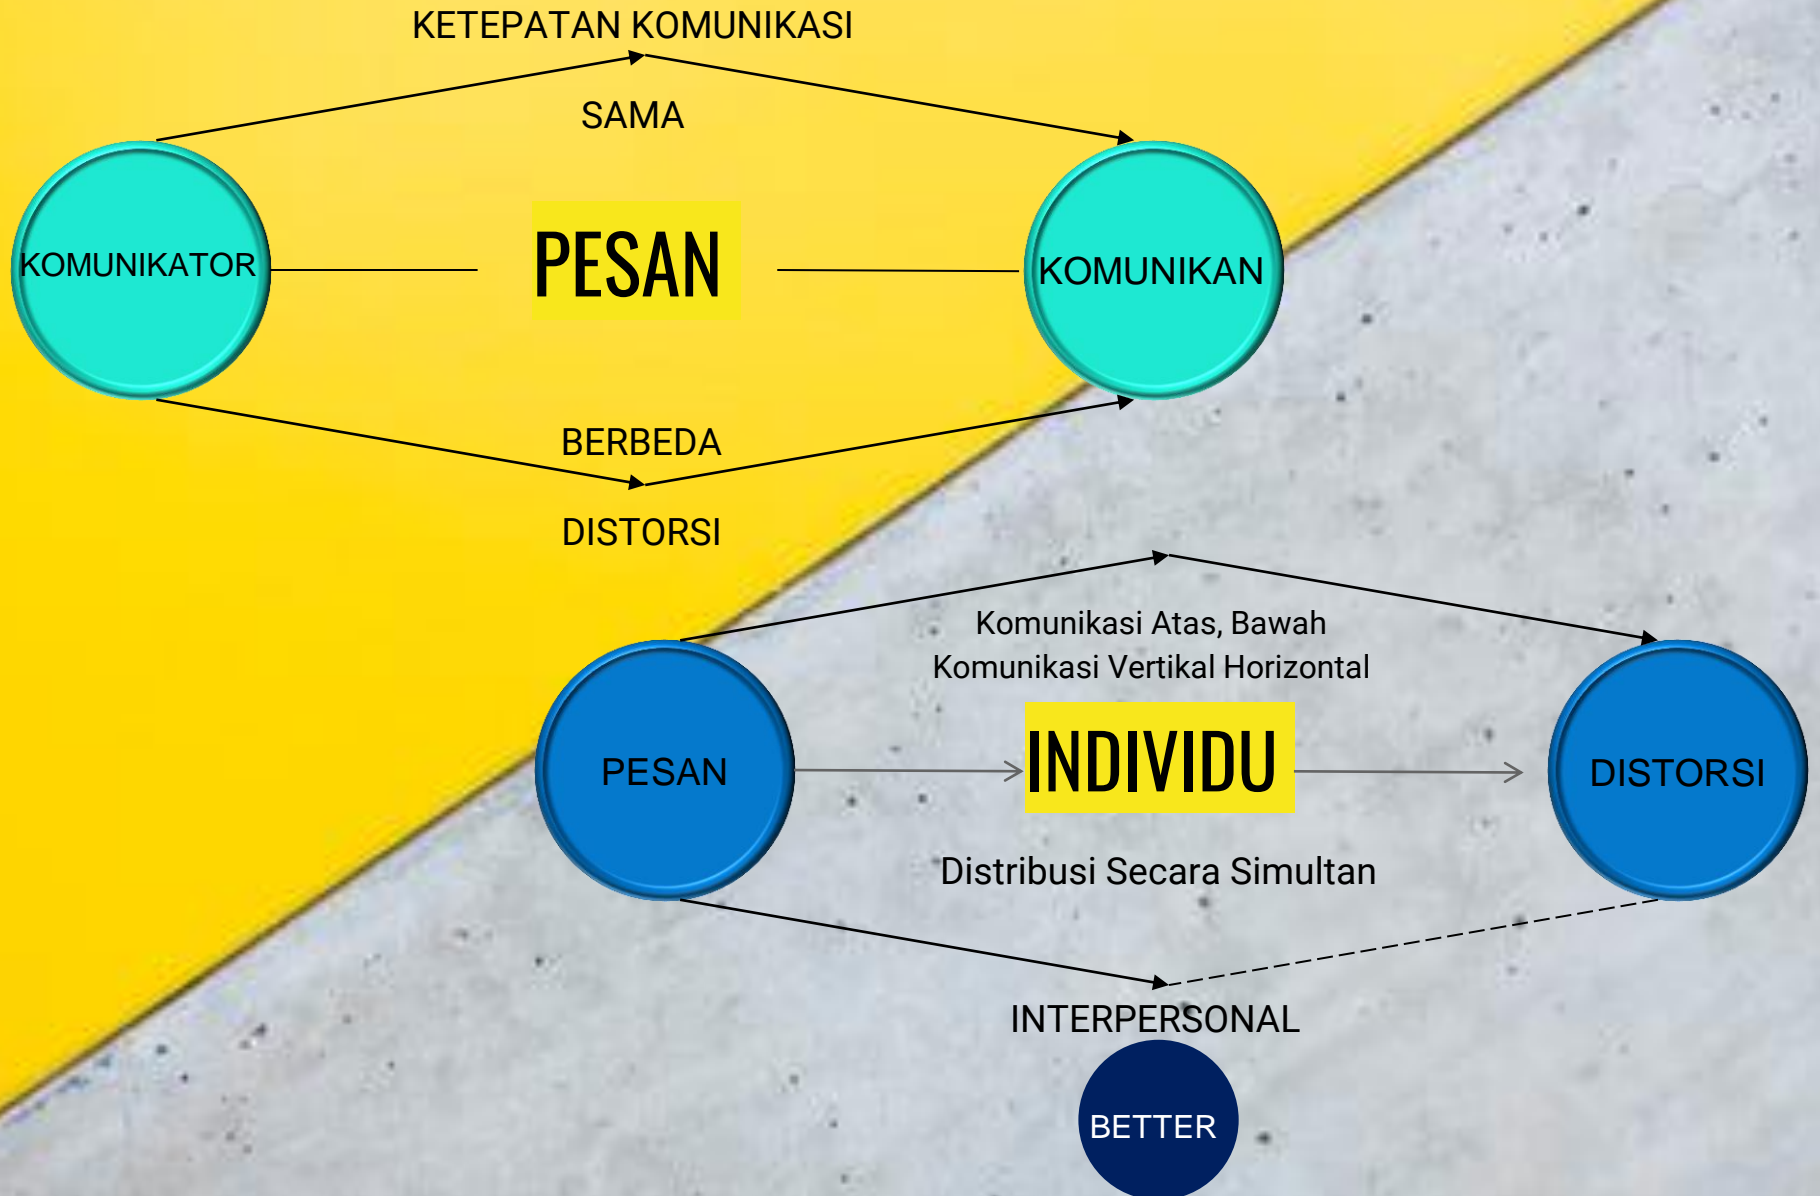 KETEPATAN KOMUNIKASI
SAMA
KOMUNIKATOR
PESAN
KOMUNIKAN
BERBEDA
DISTORSI
Komunikasi Atas, Bawah
Komunikasi Vertikal Horizontal
PESAN
INDIVIDU
DISTORSI
Distribusi Secara Simultan
INTERPERSONAL
BETTER